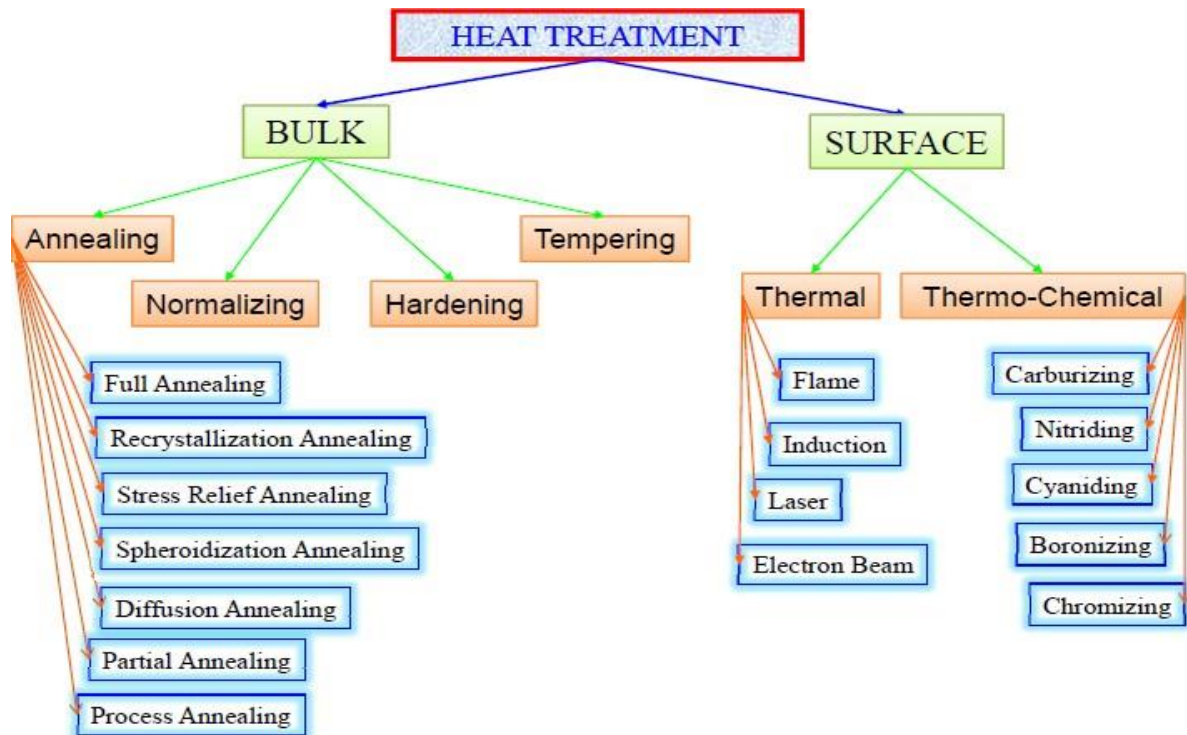 HEAT TREATMENT
BULK
SURFACE
Annealing
Tempering
Normalizing
Hardening
Thermal
Thermo-Chemical
Full Annealing
Recrystallization Annealing
Stress Relief Annealing
Spheroidization Annealing
Diffusion Annealing
Partial Annealing
Process Annealing
Flame
Induction
Laser
Electron Beam
Carburizing
Nitriding
Cyaniding
Boronizing
Chromizing